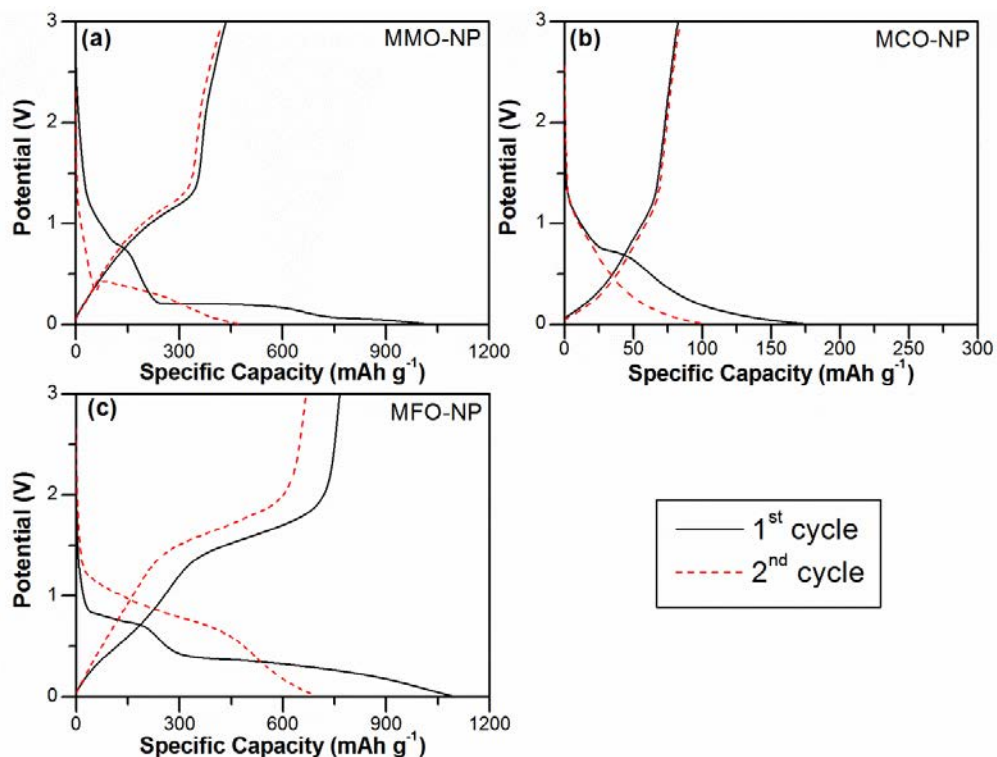 (a)
MMO-NP
3
2
1
0
Potential (V)
0
300
600
900
1200
Specific Capacity (mAh g⁻¹)
(b)
MCO-NP
3
2
1
0
Potential (V)
0
50
100
150
200
250
300
Specific Capacity (mAh g⁻¹)
(c)
MFO-NP
3
2
1
0
Potential (V)
0
300
600
900
1200
Specific Capacity (mAh g⁻¹)
1ˢᵗ cycle
2ⁿᵈ cycle